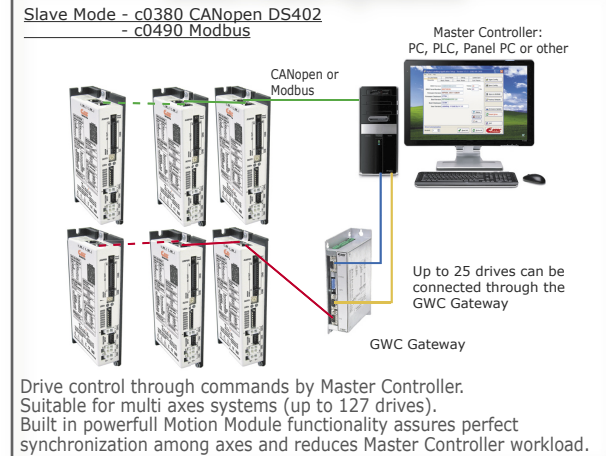 Slave Mode - c0380 CANopen DS402
- c0490 Modbus
Master Controller:
PC, PLC, Panel PC or other
CANopen or
Modbus
Up to 25 drives can be
connected through the
GWC Gateway
GWC Gateway
Drive control through commands by Master Controller.
Suitable for multi axes systems (up to 127 drives).
Built in powerfull Motion Module functionality assures perfect
synchronization among axes and reduces Master Controller workload.